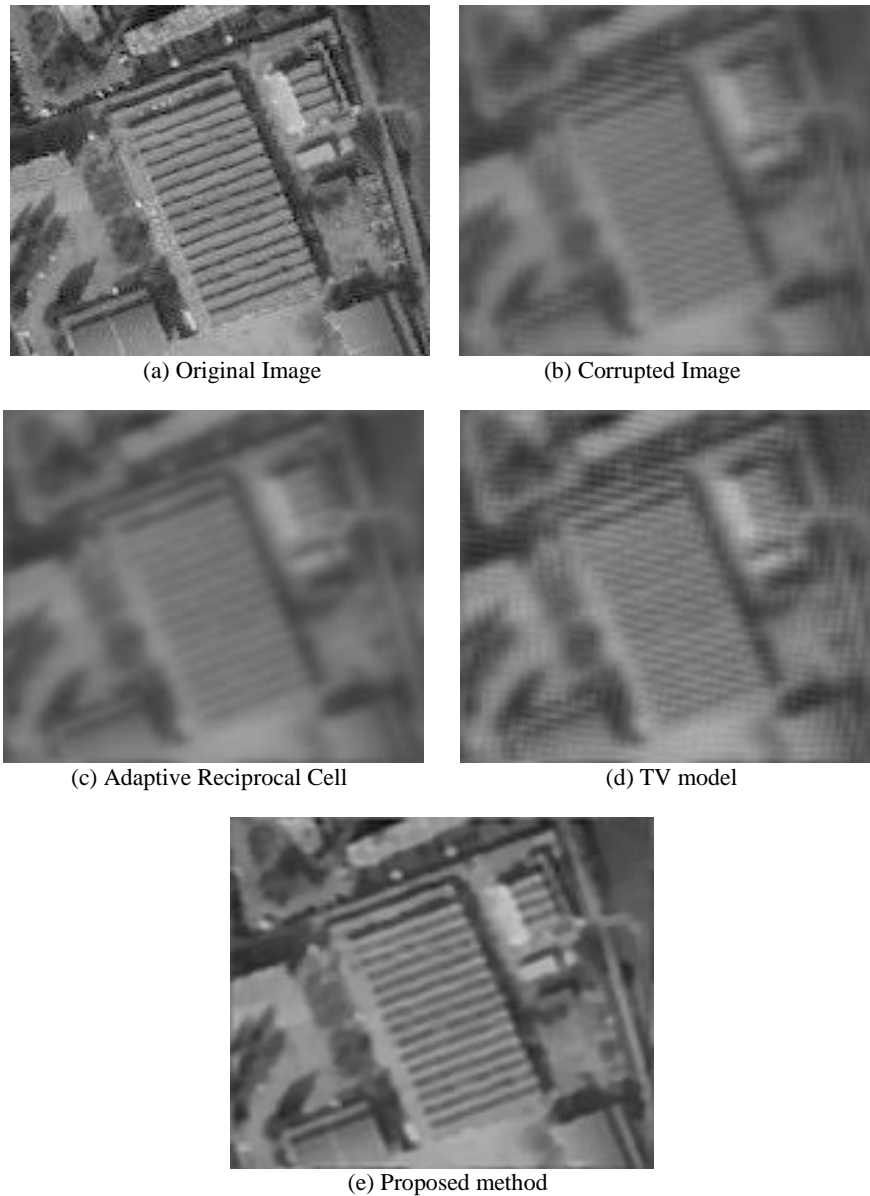 (a) Original Image
(b) Corrupted Image
(c) Adaptive Reciprocal Cell
(d) TV model
(e) Proposed method